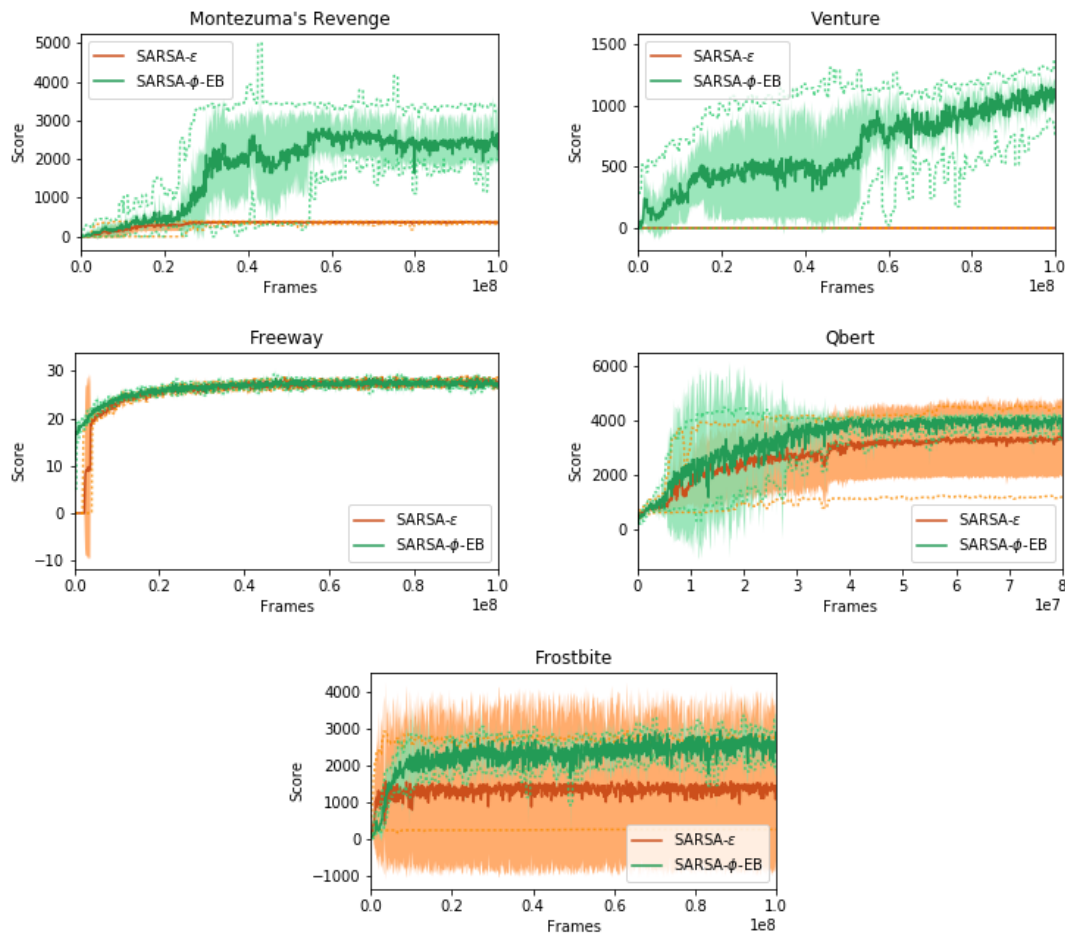 Montezuma's Revenge
SARSA-ε
SARSA-ϕ-EB
Score
5000
4000
3000
2000
1000
0
0.0 0.2 0.4 0.6 0.8 1.0
Frames
1e8
Venture
SARSA-ε
SARSA-ϕ-EB
Score
1500
1000
500
0
0.0 0.2 0.4 0.6 0.8 1.0
Frames
1e8
Freeway
Score
30
20
10
0
−10
SARSA-ε
SARSA-ϕ-EB
0.0 0.2 0.4 0.6 0.8 1.0
Frames
1e8
Qbert
Score
6000
4000
2000
0
SARSA-ε
SARSA-ϕ-EB
0 1 2 3 4 5 6 7 8
Frames
1e7
Frostbite
Score
4000
3000
2000
1000
0
−1000
SARSA-ε
SARSA-ϕ-EB
0.0 0.2 0.4 0.6 0.8 1.0
Frames
1e8